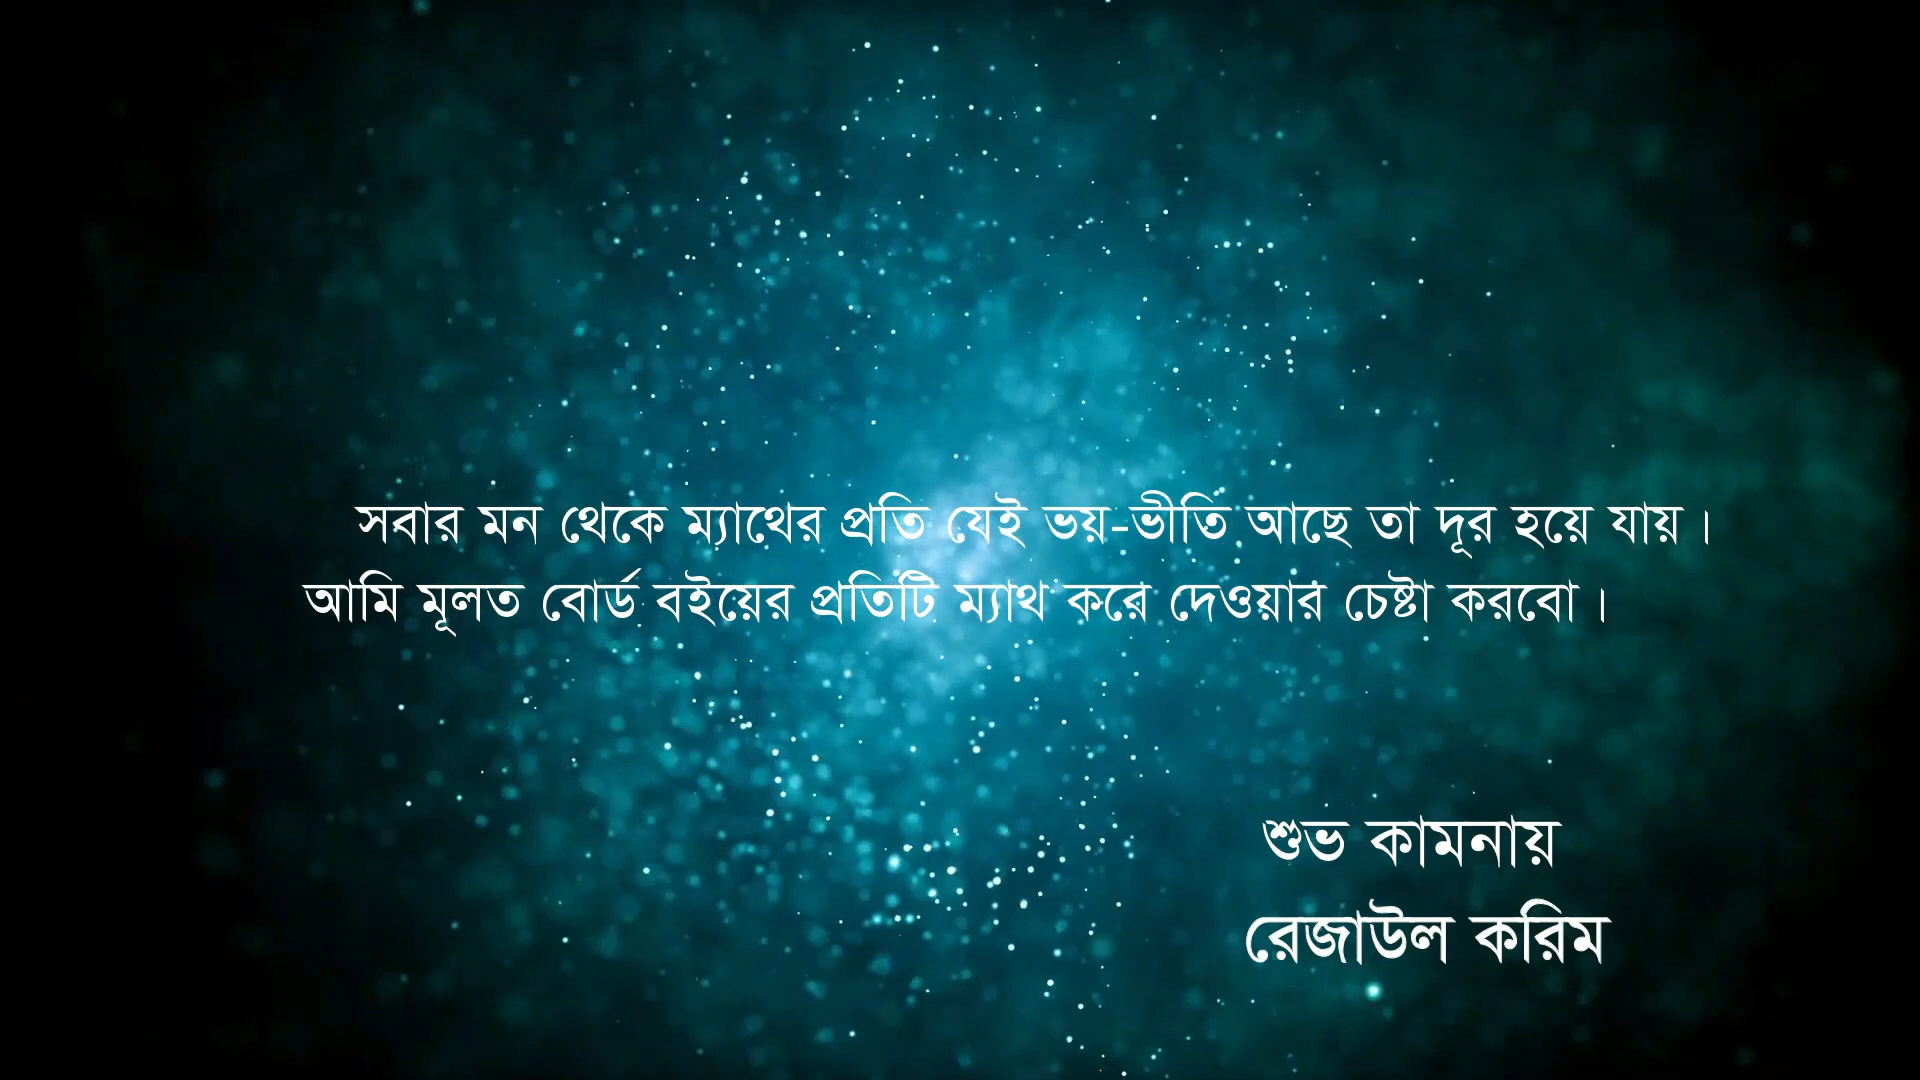 সবার মন থেকে ম্যাথের প্রতি যেই ভয়-ভীতি আছে তা দূর হয়ে যায়।
আমি মূলত বোর্ড বইয়ের প্রতিটি ম্যাথ করে দেওয়ার চেষ্টা করবো।
শুভ কামনায়
রেজাউল করিম